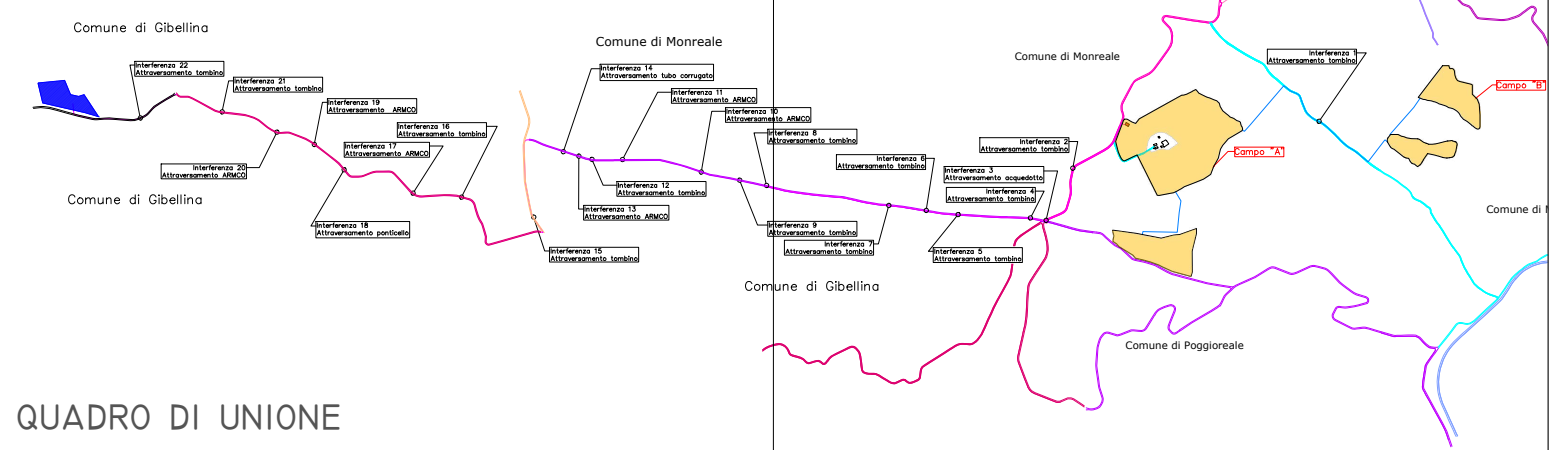 Comune di Gibellina
Interferenza 22
Attraversamento tombino
Interferenza 21
Attraversamento tombino
Interferenza 19
Attraversamento ARMCO
Interferenza 16
Attraversamento tombino
Interferenza 17
Attraversamento ARMCO
Interferenza 20
Attraversamento ARMCO
Comune di Gibellina
Interferenza 18
Attraversamento ponticello
Comune di Monreale
Interferenza 14
Attraversamento tubo corrugato
Interferenza 11
Attraversamento ARMCO
Interferenza 10
Attraversamento ARMCO
Interferenza 8
Attraversamento tombino
Interferenza 12
Attraversamento tombino
Interferenza 13
Attraversamento ARMCO
Interferenza 15
Attraversamento tombino
Interferenza 9
Attraversamento tombino
Interferenza 7
Attraversamento tombino
Interferenza 6
Attraversamento tombino
Interferenza 2
Attraversamento tombino
Interferenza 3
Attraversamento acquedotto
Interferenza 4
Attraversamento tombino
Interferenza 5
Attraversamento tombino
Comune di Gibellina
Comune di Monreale
Interferenza 1
Attraversamento tombino
Campo "B"
Campo "A"
Comune di
Comune di Poggioreale
QUADRO DI UNIONE